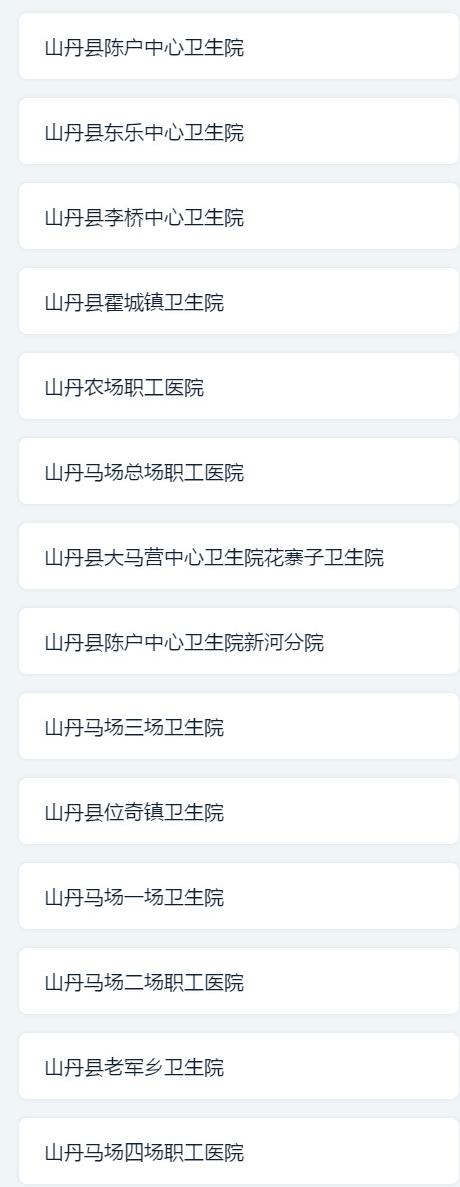 山丹县陈户中心卫生院
山丹县东乐中心卫生院
山丹县李桥中心卫生院
山丹县霍城镇卫生院
山丹农场职工医院
山丹马场总场职工医院
山丹县大马营中心卫生院花寨子卫生院
山丹县陈户中心卫生院新河分院
山丹马场三场卫生院
山丹县位奇镇卫生院
山丹马场一场卫生院
山丹马场二场职工医院
山丹县老军乡卫生院
山丹马场四场职工医院